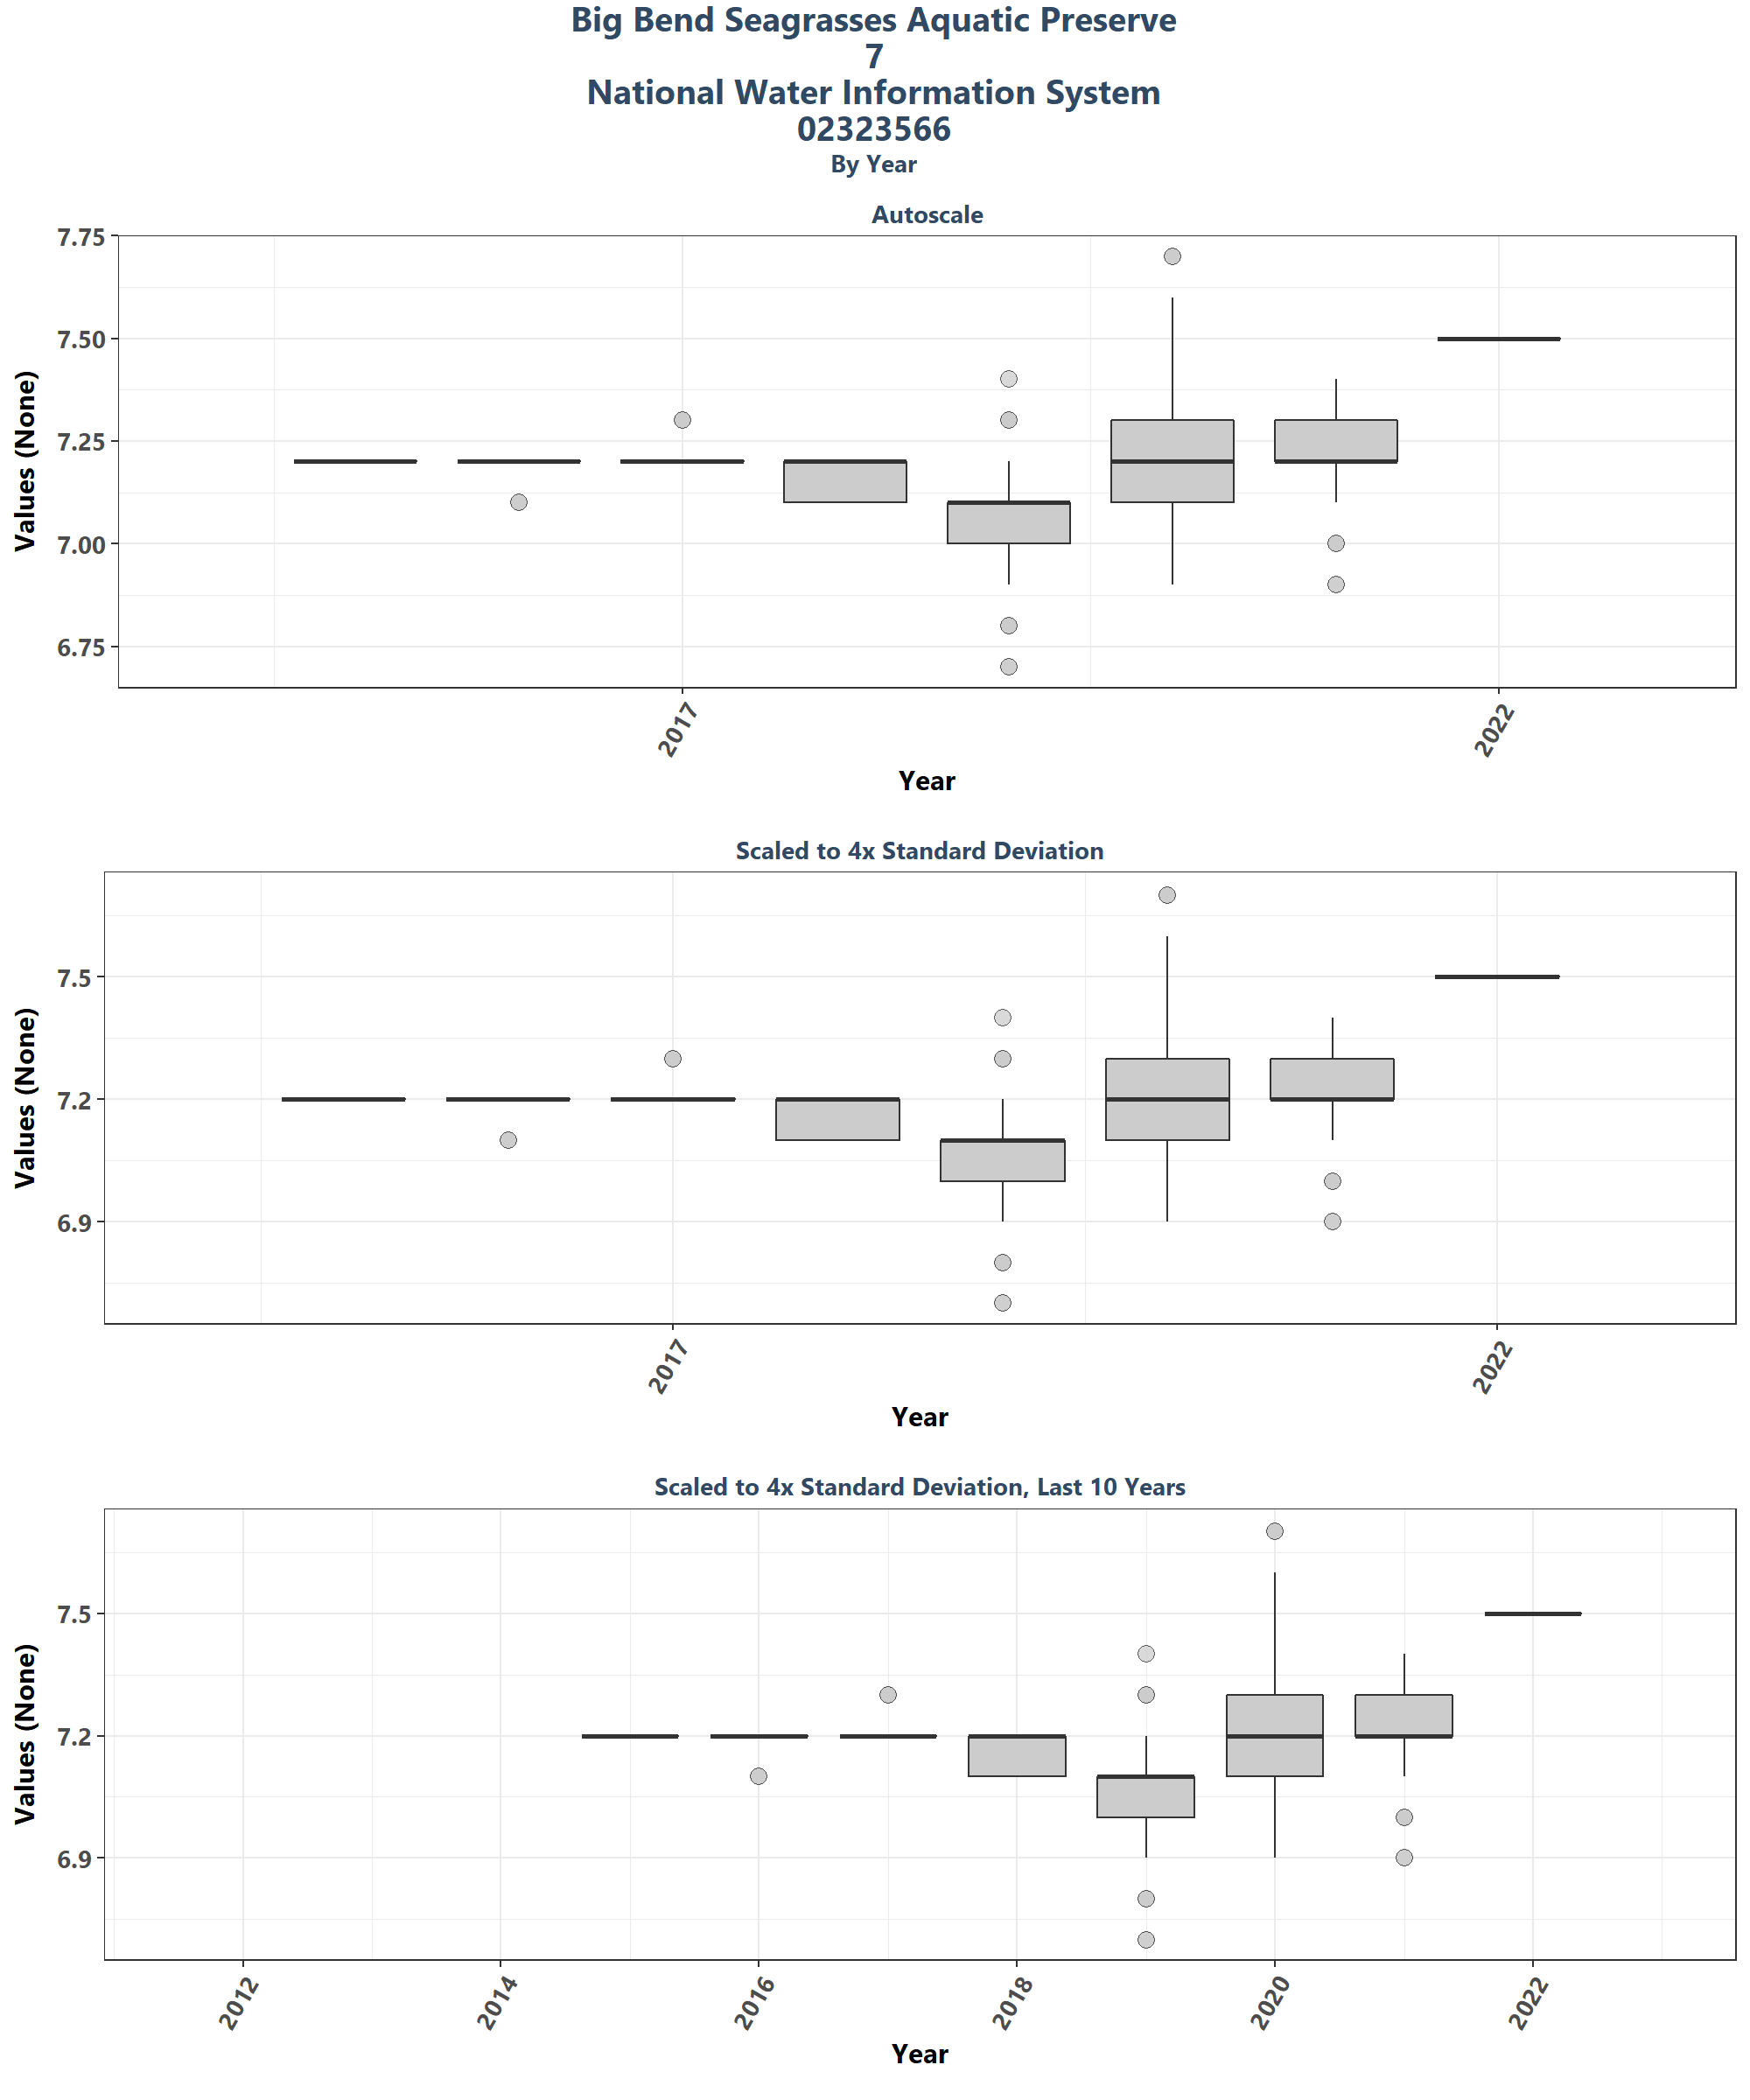 Big Bend Seagrasses Aquatic Preserve
7
National Water Information System
02323566
By Year
Autoscale
7.75
7.50
7.25
7.00
6.75
Values (None)
2017
2022
Year
Scaled to 4x Standard Deviation
7.5
7.2
6.9
Values (None)
2017
2022
Year
Scaled to 4x Standard Deviation, Last 10 Years
7.5
7.2
6.9
Values (None)
2012
2014
2016
2018
2020
2022
Year